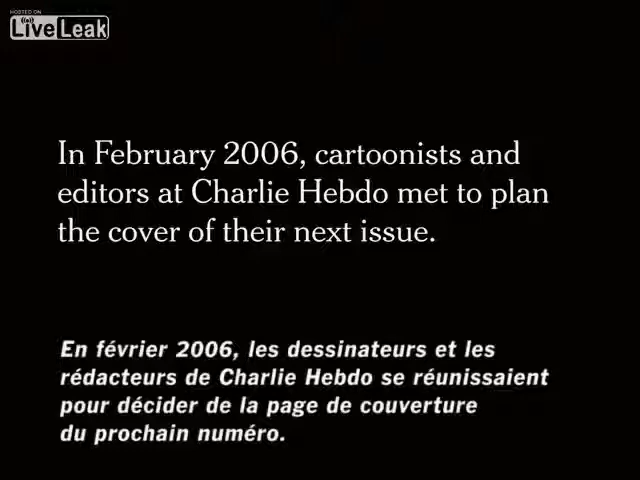 HOSTED ON
LiveLeak
In February 2006, cartoonists and
editors at Charlie Hebdo met to plan
the cover of their next issue.
En février 2006, les dessinateurs et les
rédacteurs de Charlie Hebdo se réunissaient
pour décider de la page de couverture
du prochain numéro.